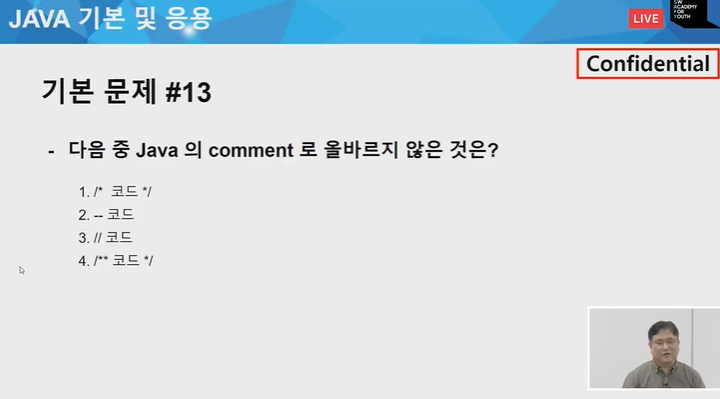 JAVA 기본 및 응용
LIVE
SW
ACADEMY
FOR
YOUTH
Confidential
기본 문제 #13
- 다음 중 Java 의 comment 로 올바르지 않은 것은?
1. /* 코드 */
2. -- 코드
3. // 코드
4. /** 코드 */